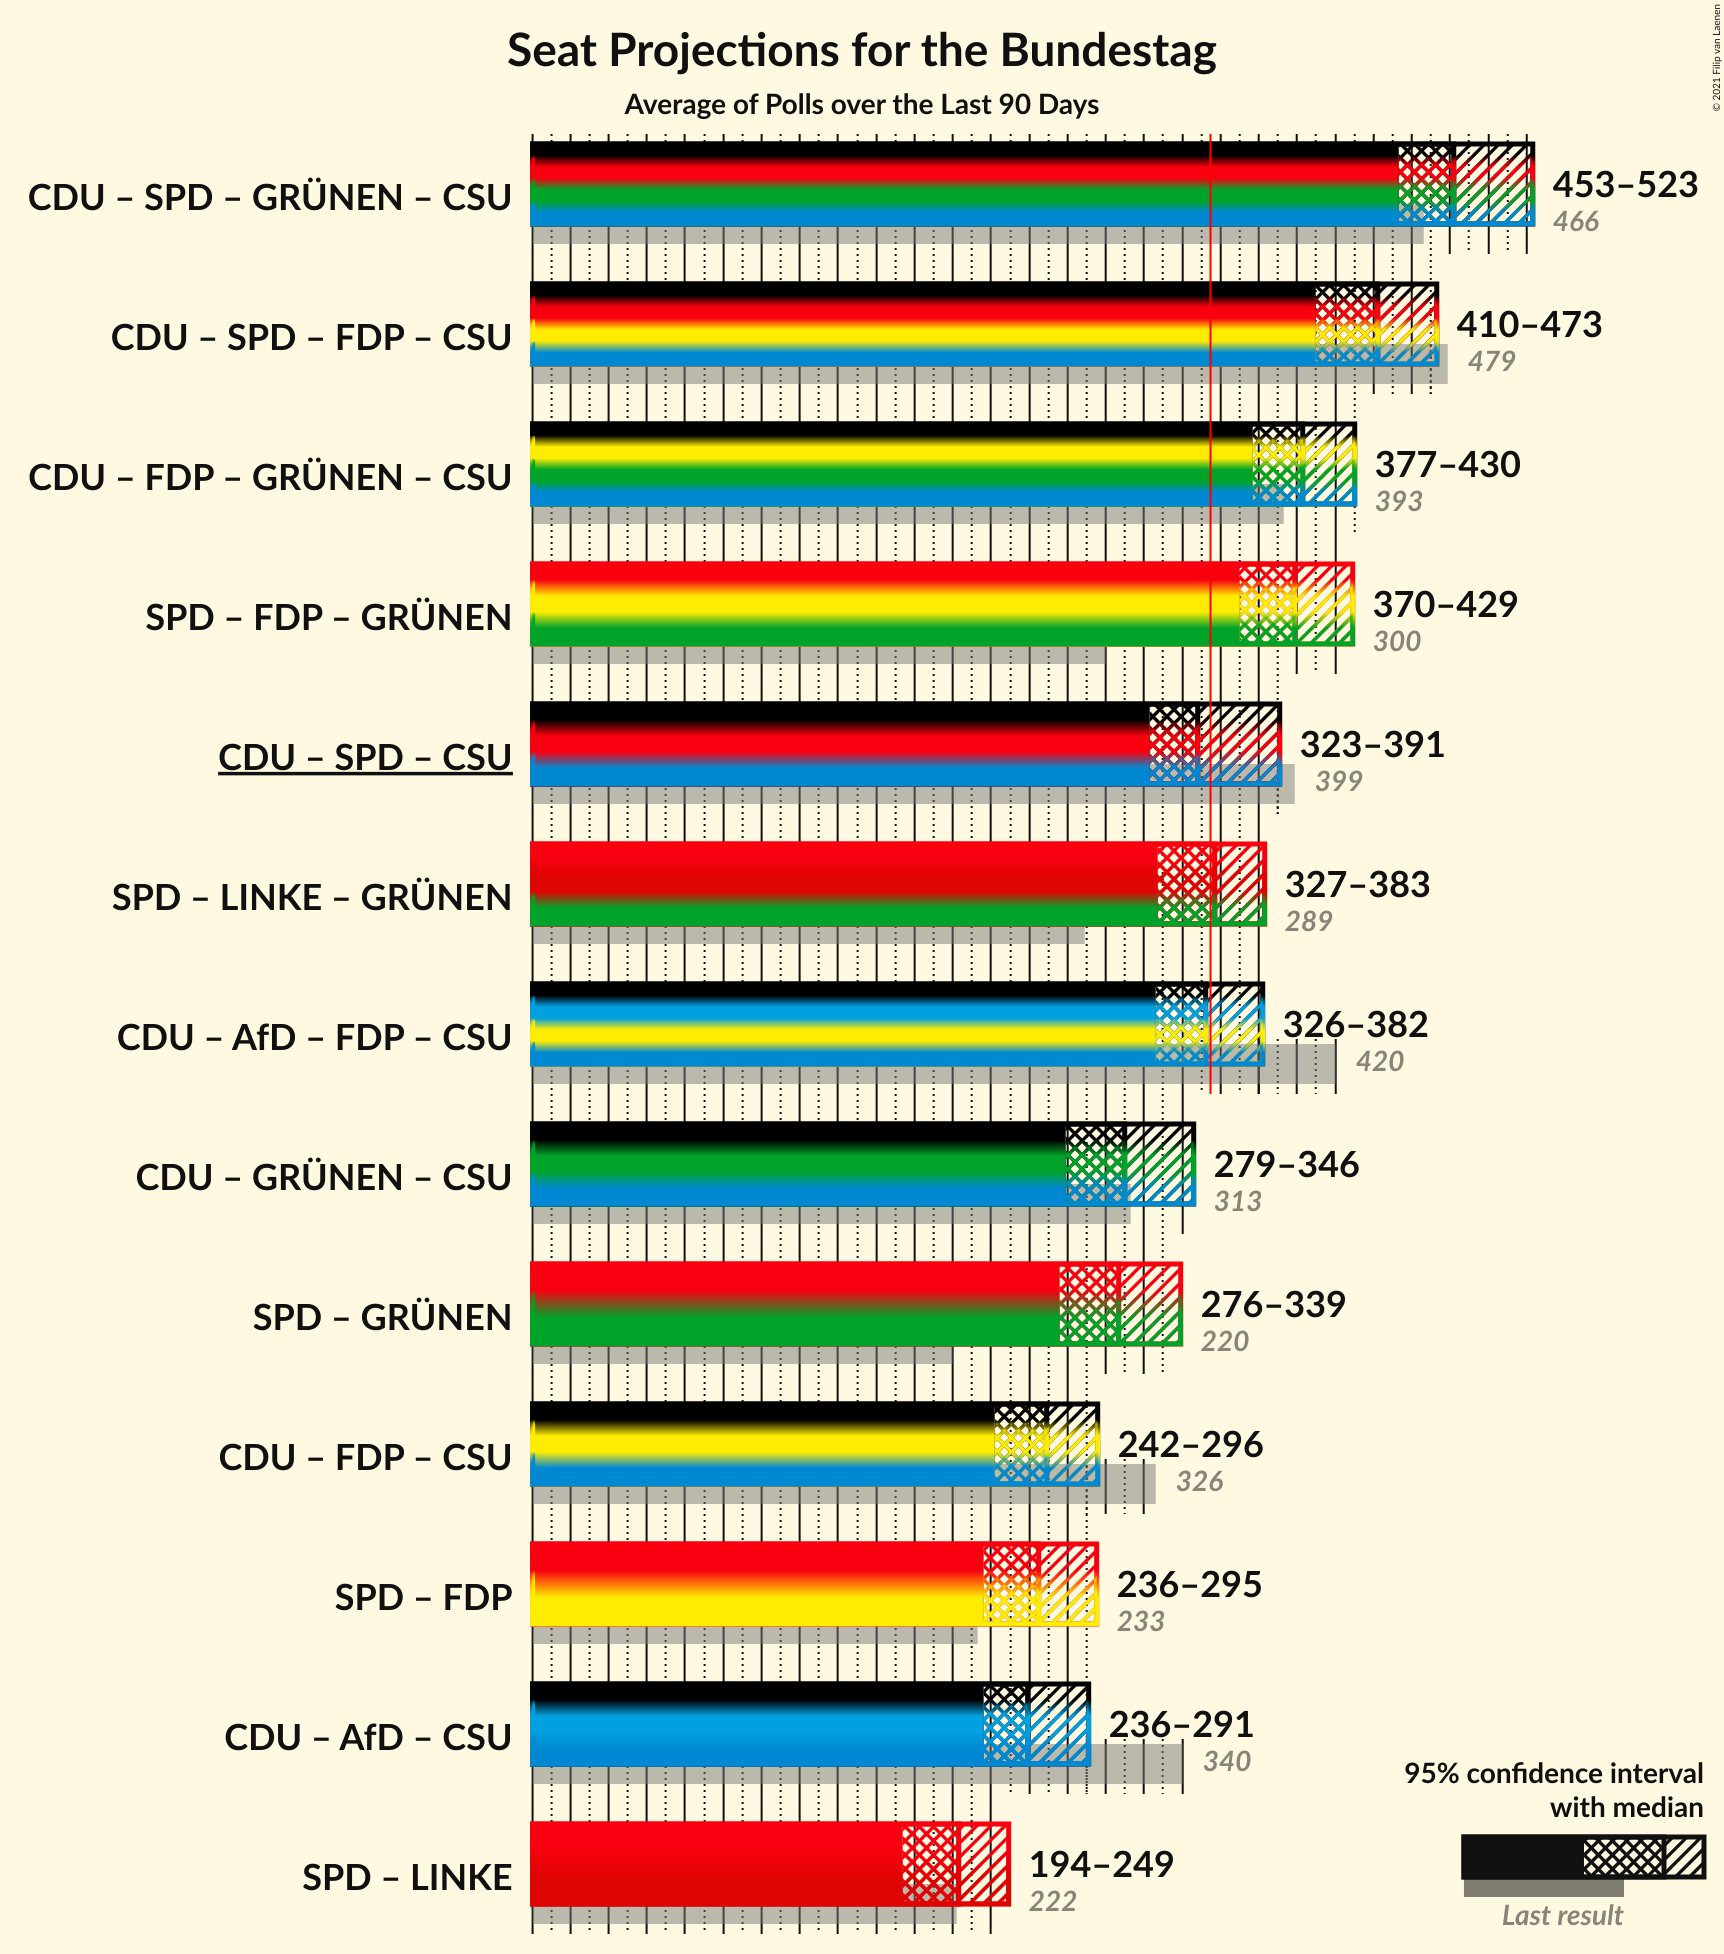 Seat Projections for the Bundestag
Average of Polls over the Last 90 Days
© 2021 Filip van Laenen
CDU – SPD – GRÜNEN – CSU
453–523
466
CDU – SPD – FDP – CSU
410–473
479
CDU – FDP – GRÜNEN – CSU
377–430
393
SPD – FDP – GRÜNEN
370–429
300
CDU – SPD – CSU
323–391
399
SPD – LINKE – GRÜNEN
327–383
289
CDU – AfD – FDP – CSU
326–382
420
CDU – GRÜNEN – CSU
279–346
313
SPD – GRÜNEN
276–339
220
CDU – FDP – CSU
242–296
326
SPD – FDP
236–295
233
CDU – AfD – CSU
236–291
340
SPD – LINKE
194–249
222
95% confidence interval
with median
Last result